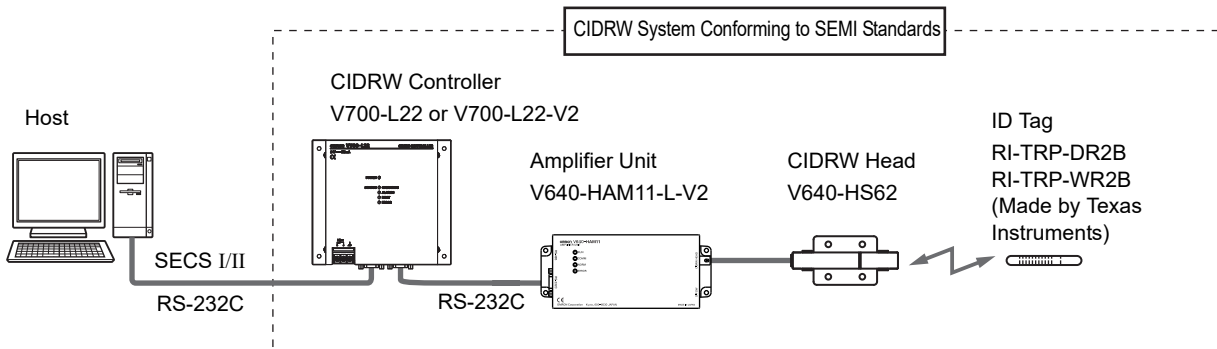 CIDRW System Conforming to SEMI Standards
CIDRW Controller
V700-L22 or V700-L22-V2
Host
ID Tag
RI-TRP-DR2B
RI-TRP-WR2B
(Made by Texas
Instruments)
Amplifier Unit
V640-HAM11-L-V2
CIDRW Head
V640-HS62
SECS I/II
RS-232C
RS-232C
V640-HAM11